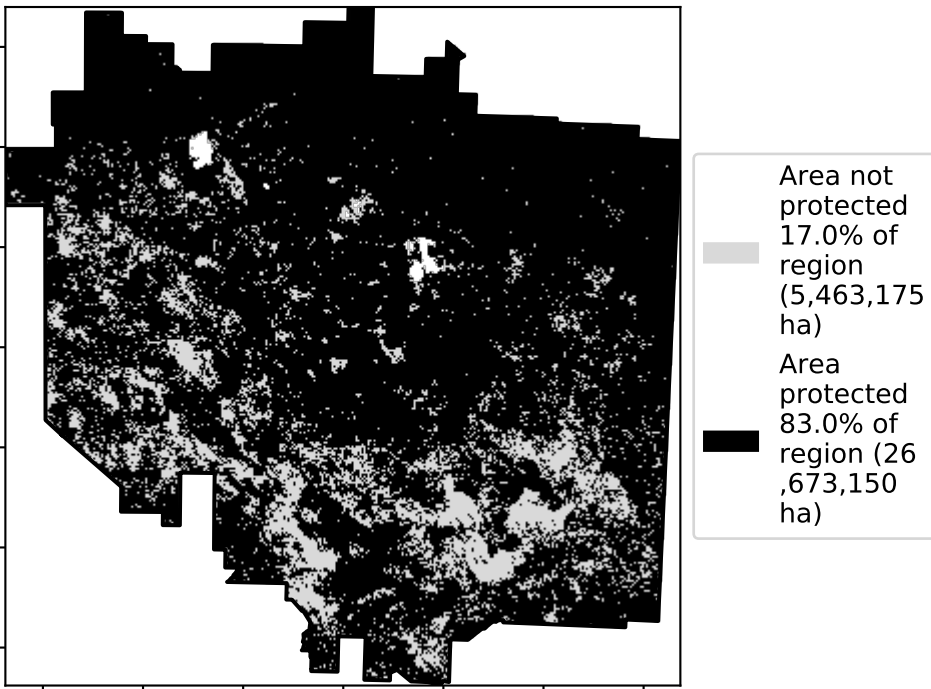 Area not
protected
17.0% of
region
(5,463,175
ha)
Area
protected
83.0% of
region (26
,673,150
ha)